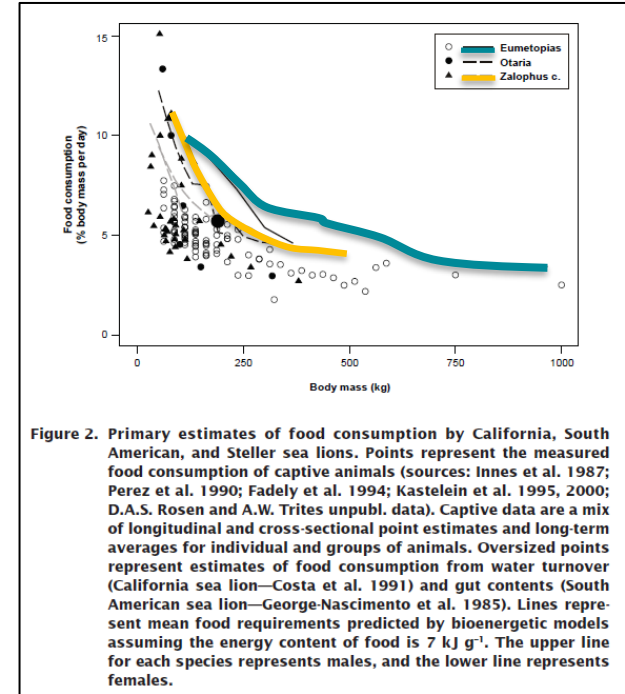 15
10
5
0
Food consumption
(% body mass per day)
Eumetopias
Otaria
Zalophus c.
0 250 500 750 1000
Body mass (kg)
Figure 2. Primary estimates of food consumption by California, South
American, and Steller sea lions. Points represent the measured
food consumption of captive animals (sources: Innes et al. 1987;
Perez et al. 1990; Fadely et al. 1994; Kastelein et al. 1995, 2000;
D.A.S. Rosen and A.W. Trites unpubl. data). Captive data are a mix
of longitudinal and cross-sectional point estimates and long-term
averages for individual and groups of animals. Oversized points
represent estimates of food consumption from water turnover
(California sea lion—Costa et al. 1991) and gut contents (South
American sea lion—George-Nascimento et al. 1985). Lines repre-
sent mean food requirements predicted by bioenergetic models
assuming the energy content of food is 7 kJ g⁻¹. The upper line
for each species represents males, and the lower line represents
females.